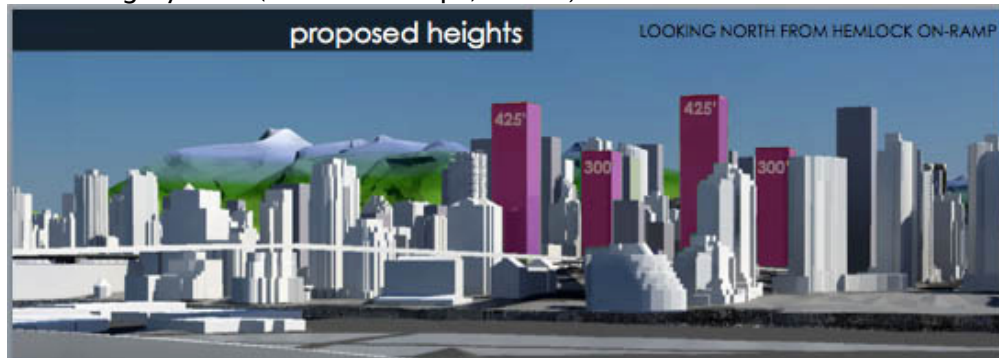 proposed heights
LOOKING NORTH FROM HEMLOCK ON-RAMP
425'
425'
300'
300'